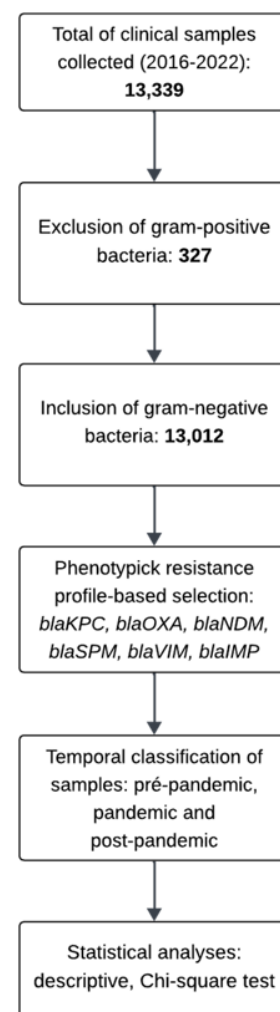 Total of clinical samples
collected (2016-2022):
13,339
Exclusion of gram-positive
bacteria: 327
Inclusion of gram-negative
bacteria: 13,012
Phenotypick resistance
profile-based selection:
blaKPC, blaOXA, blaNDM,
blaSPM, blaVIM, blaIMP
Temporal classification of
samples: pré-pandemic,
pandemic and
post-pandemic
Statistical analyses:
descriptive, Chi-square test